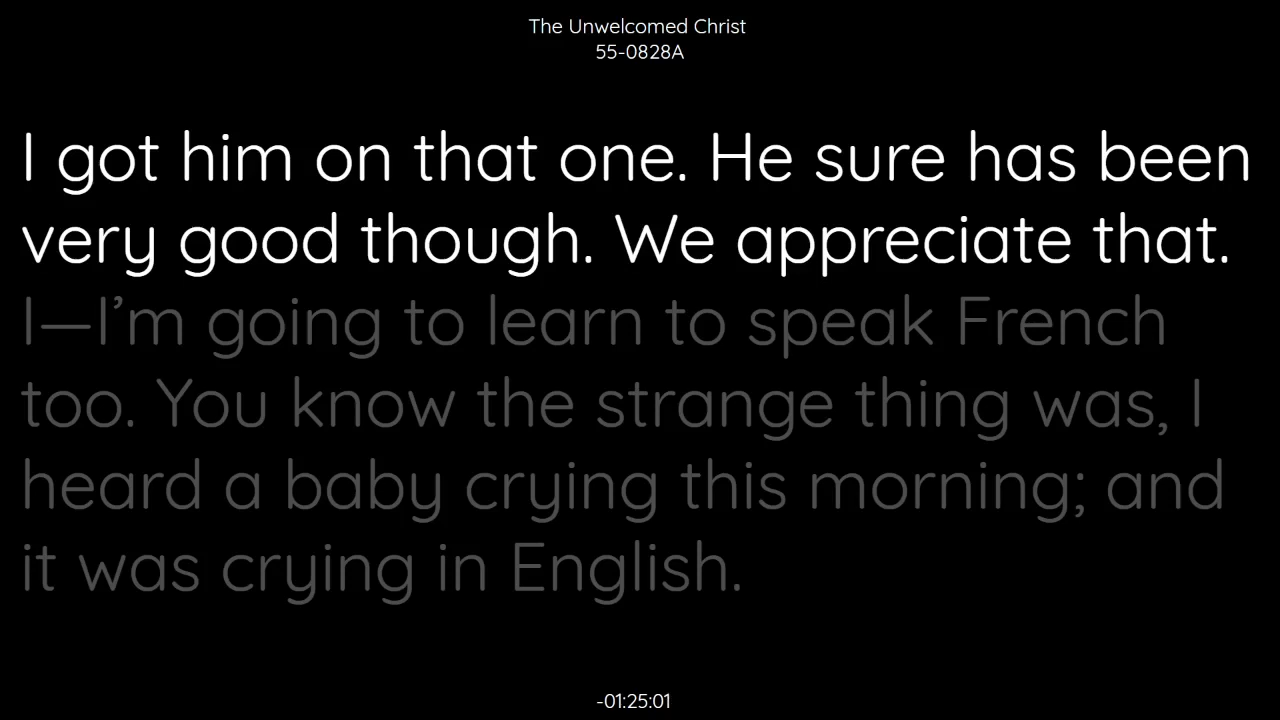 The Unwelcomed Christ
55-0828A
I got him on that one. He sure has been
very good though. We appreciate that.
I—I’m going to learn to speak French
too. You know the strange thing was, I
heard a baby crying this morning; and
it was crying in English.
-01:25:01